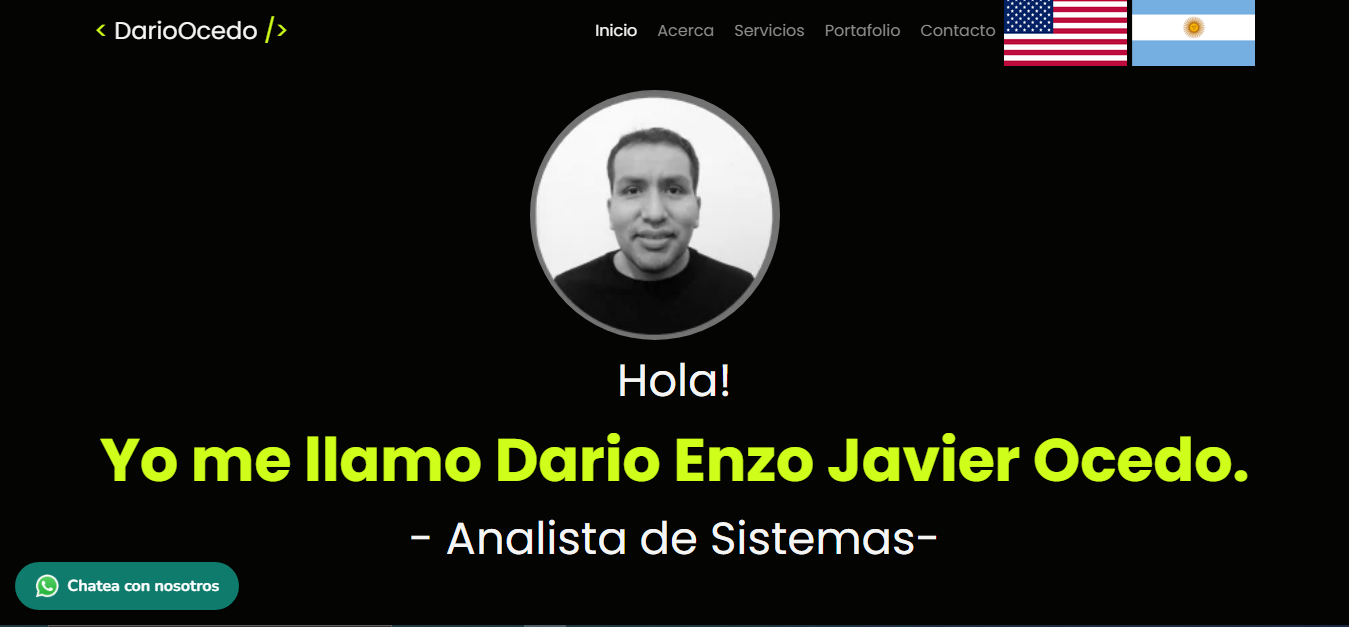 < DarioOcedo />
Inicio Acerca Servicios Portafolio Contacto
Hola!
Yo me llamo Dario Enzo Javier Ocedo.
- Analista de Sistemas-
Chatea con nosotros